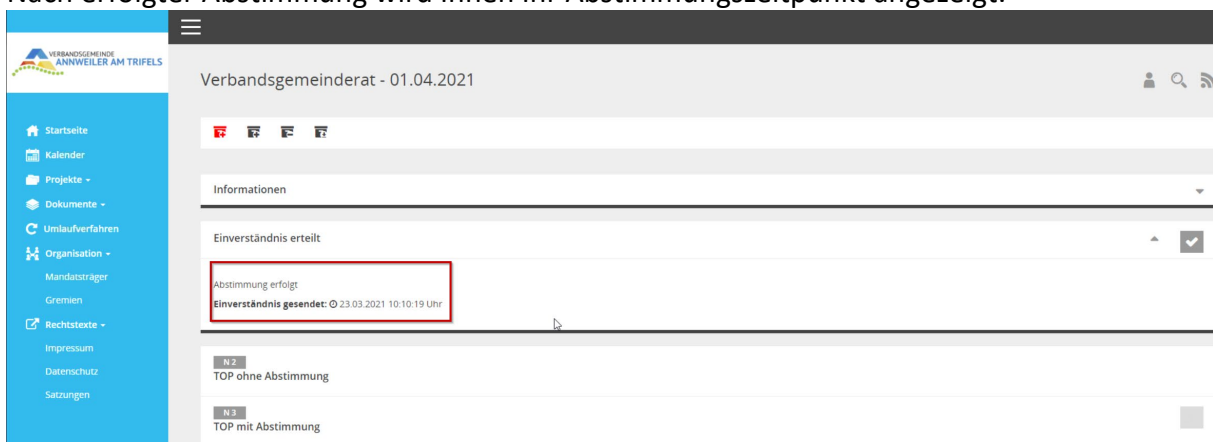 Nach erfolgter Abstimmung wird Ihnen Ihr Abstimmungszeitpunkt angezeigt:
VERBANDSGEMEINDE
ANNWEILER AM TRIFELS
Startseite
Kalender
Projekte
Dokumente
Umlaufverfahren
Organisation
Mandatsträger
Gremien
Rechtstexte
Impressum
Datenschutz
Satzungen
Verbandsgemeinderat - 01.04.2021
Informationen
Einverständnis erteilt
Abstimmung erfolgt
Einverständnis gesendet: 23.03.2021 10:10:19 Uhr
N 2
TOP ohne Abstimmung
N 3
TOP mit Abstimmung